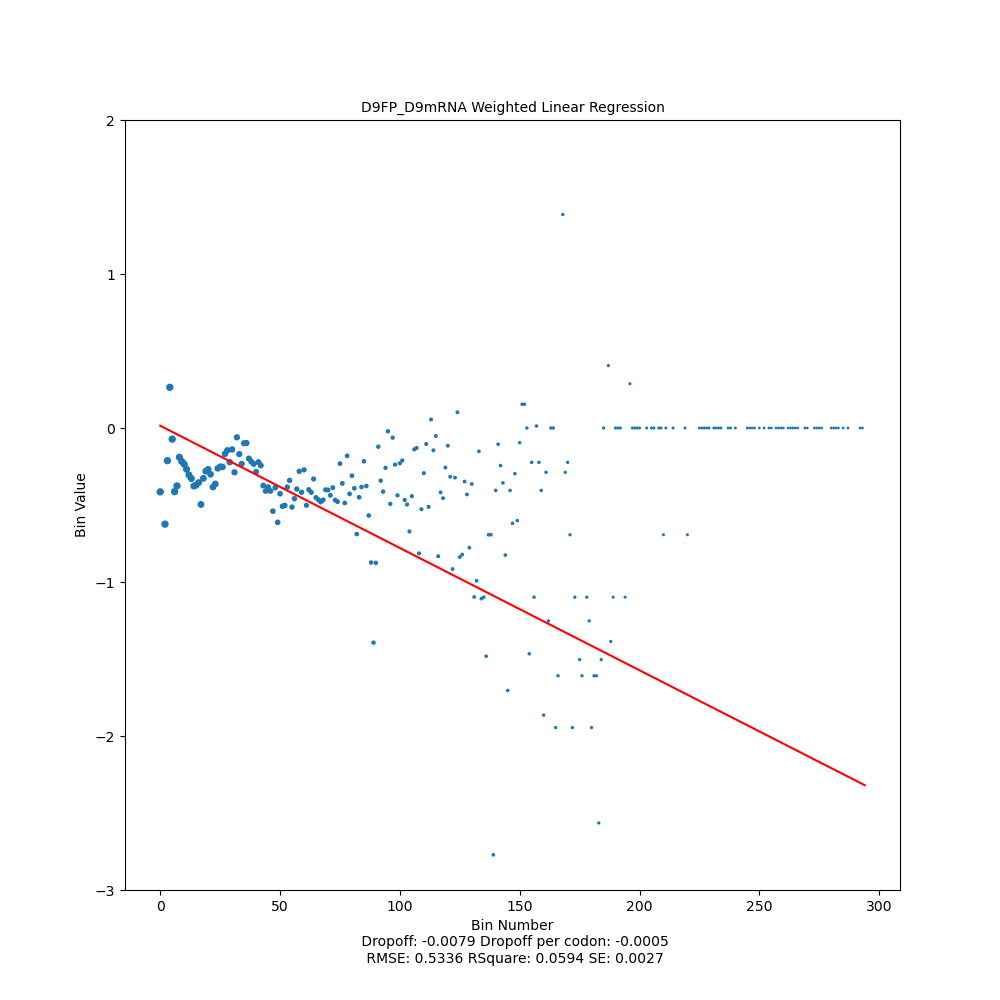 D9FP_D9mRNA Weighted Linear Regression
2
1
0
−1
−2
−3
Bin Value
0 50 100 150 200 250 300
Bin Number
Dropoff: -0.0079 Dropoff per codon: -0.0005
RMSE: 0.5336 RSquare: 0.0594 SE: 0.0027